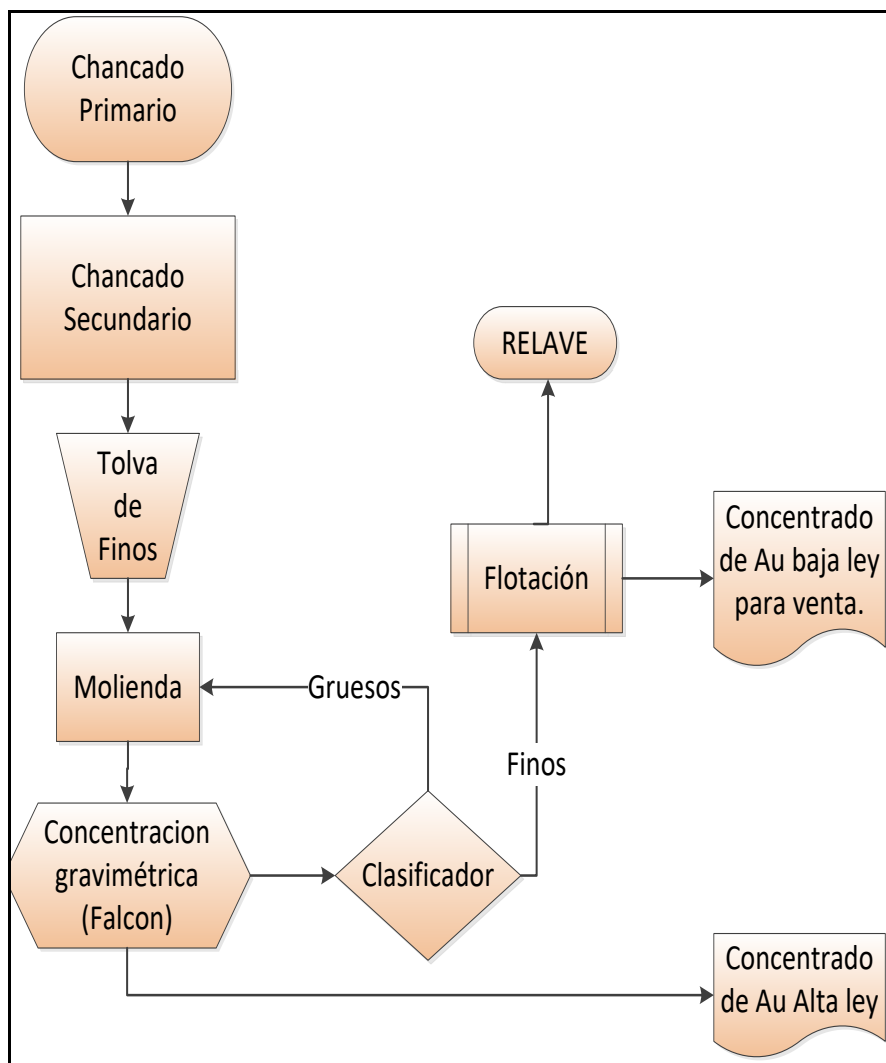 Chancado
Primario
Chancado
Secundario
RELAVE
Tolva
de
Finos
Concentrado
de Au baja ley
para venta.
Flotación
Molienda
Gruesos
Finos
Concentracion
gravimétrica
(Falcon)
Clasificador
Concentrado
de Au Alta ley